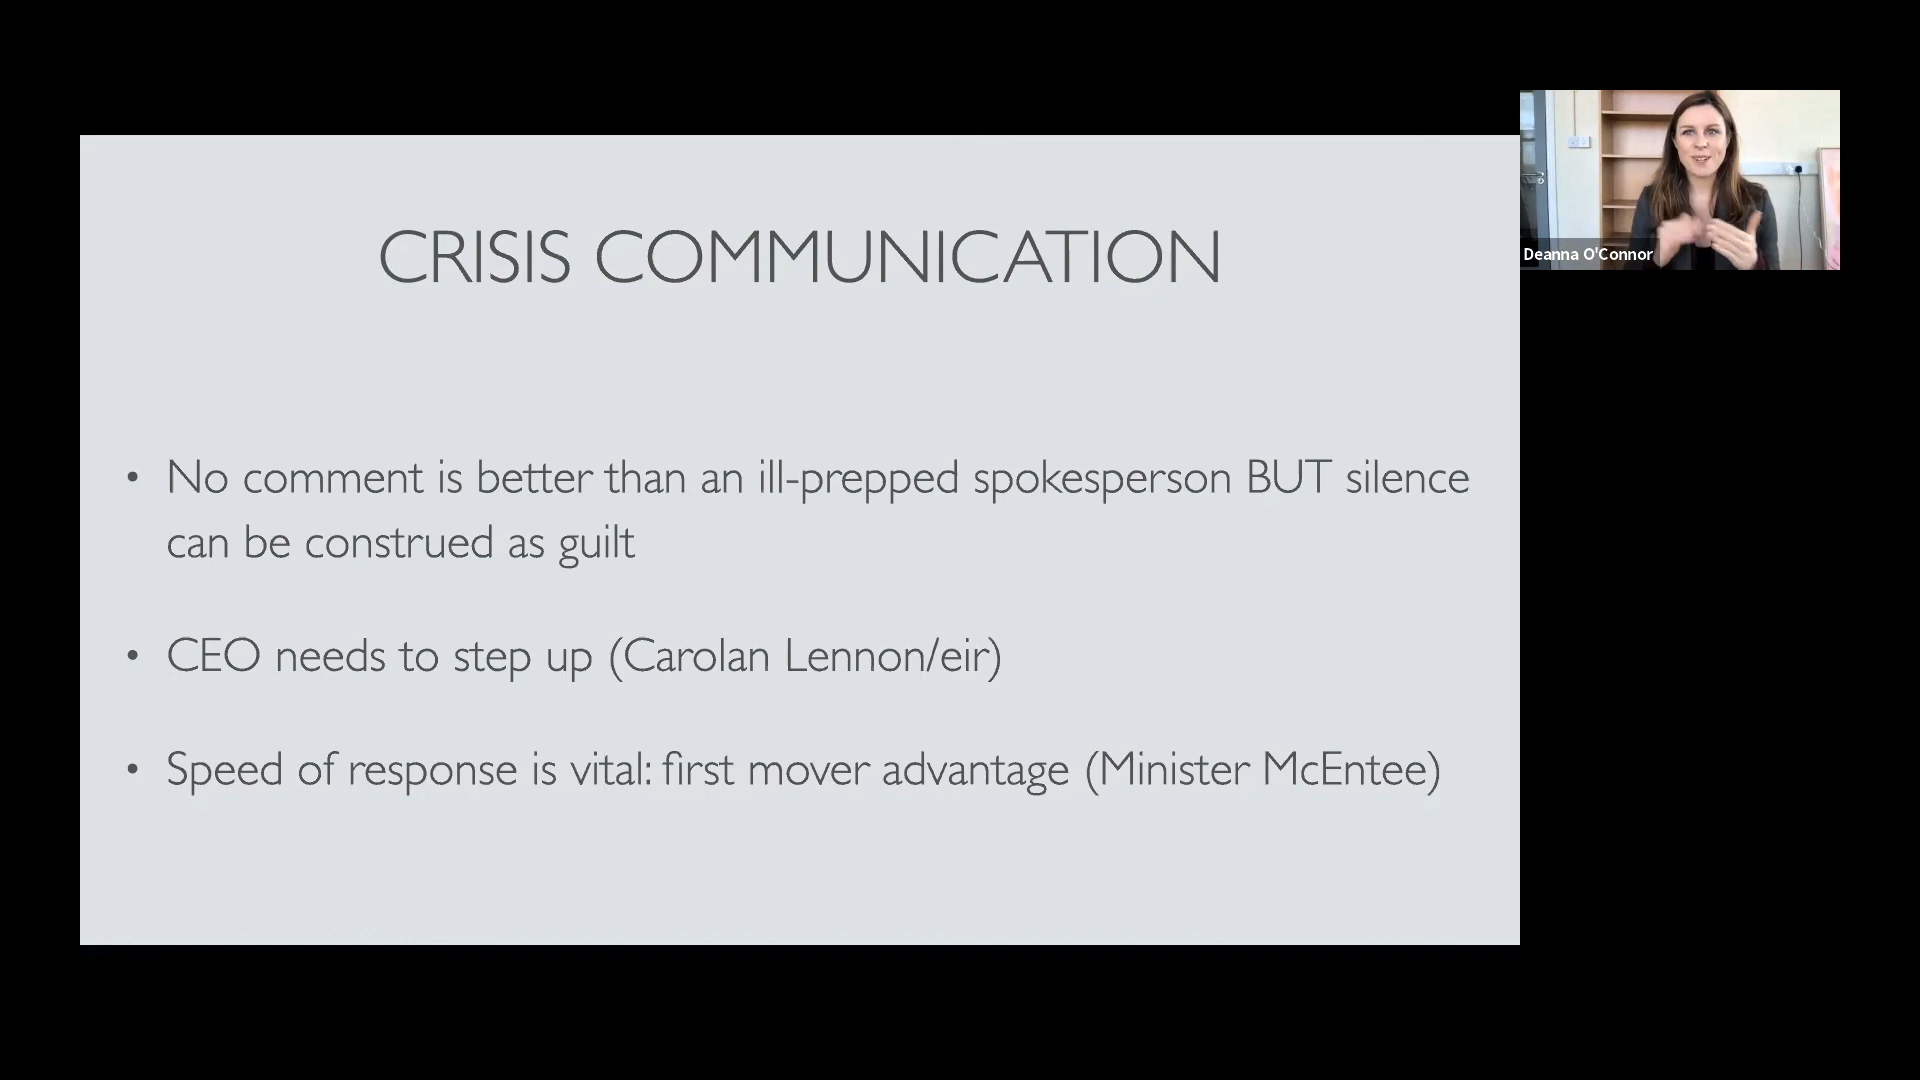 CRISIS COMMUNICATION
• No comment is better than an ill-prepped spokesperson BUT silence
can be construed as guilt
• CEO needs to step up (Carolan Lennon/eir)
• Speed of response is vital: first mover advantage (Minister McEntee)
Deanna O'Connor